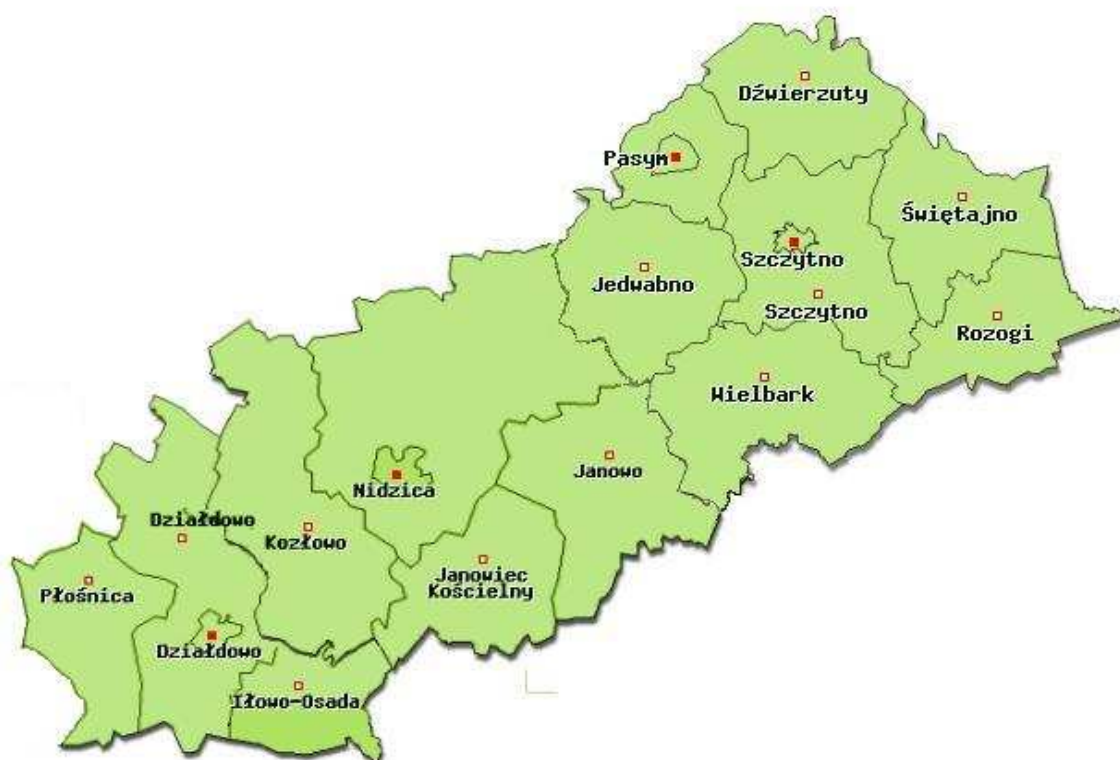 Dźwierzuty
Pasym
Świętajno
Szczytno
Jedwabno
Szczytno
Rozogi
Wielbark
Janowo
Nidzica
Działdowo
Kozłowo
Janowiec
Kościelny
Płośnica
Działdowo
Iłowo-Osada